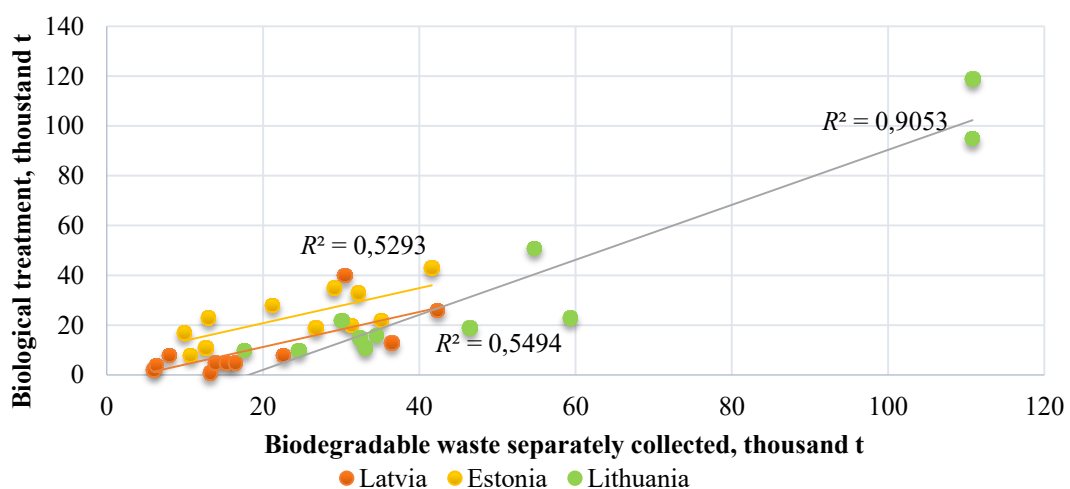 Biological treatment, thoustand t
140
120
100
80
60
40
20
0
R² = 0,9053
R² = 0,5293
R² = 0,5494
0 20 40 60 80 100 120
Biodegradable waste separately collected, thousand t
Latvia Estonia Lithuania